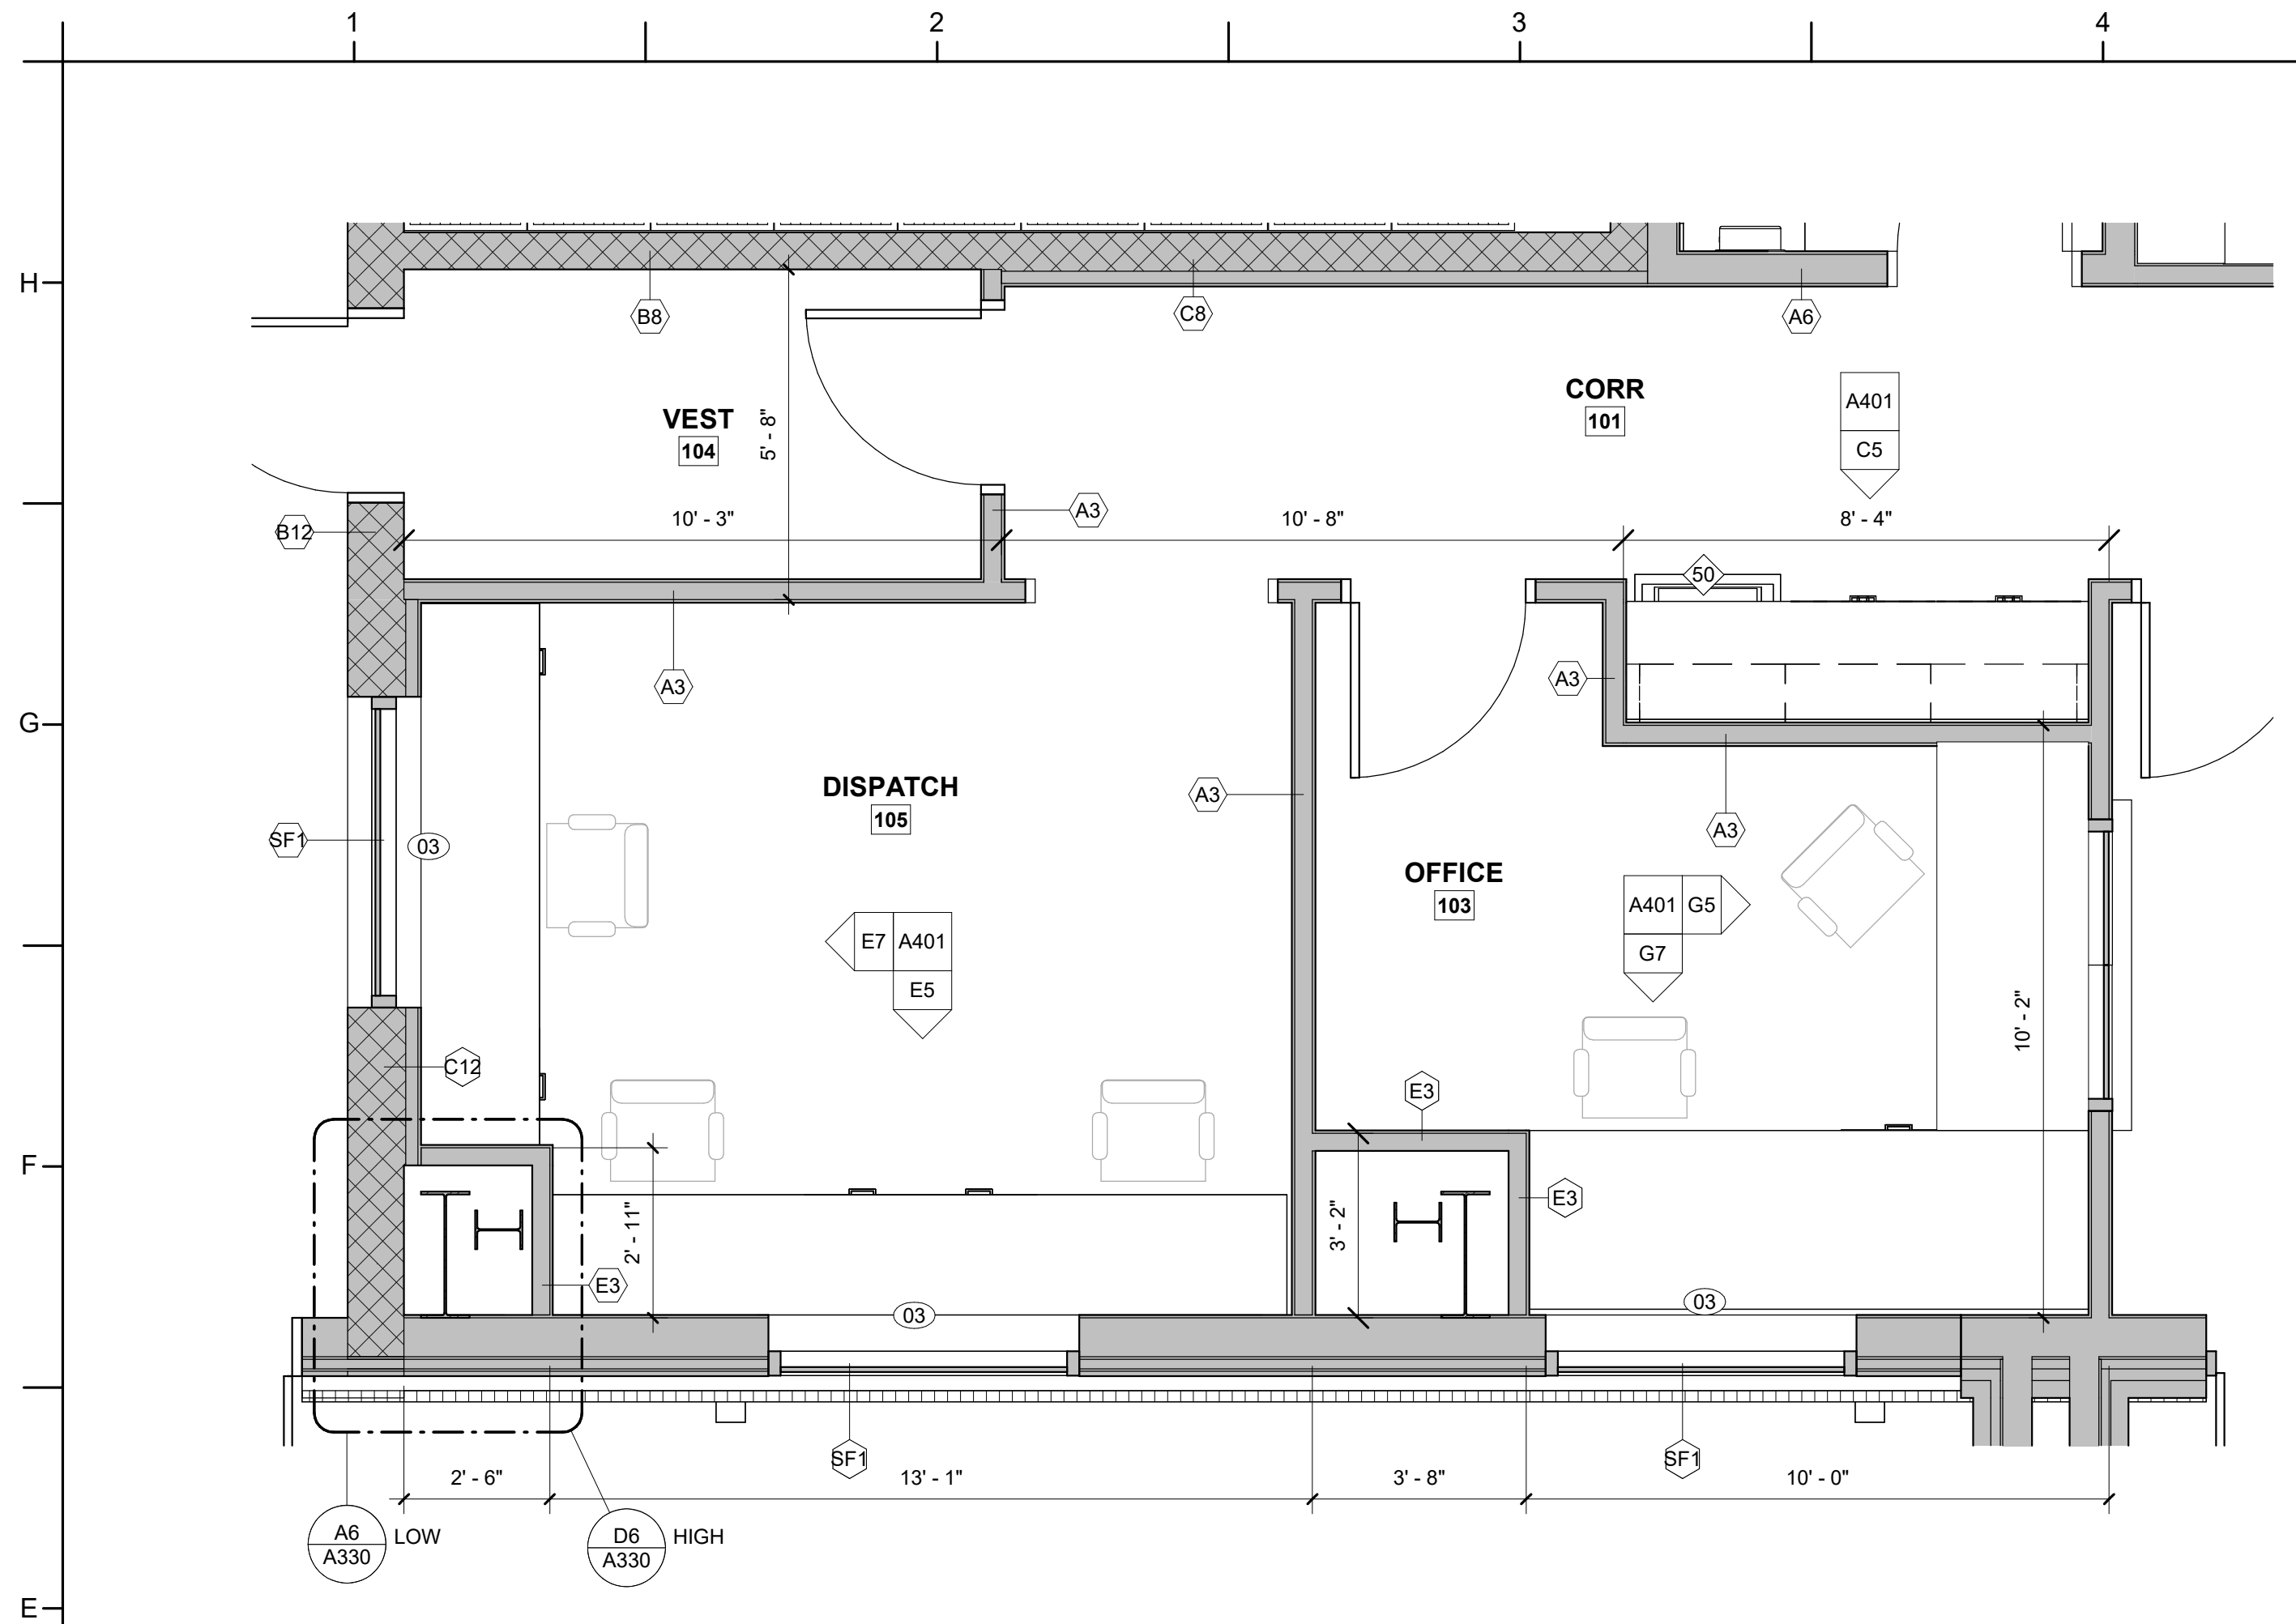 1
2
3
4
H
B8
C8
A6
CORR
101
A401
C5
VEST
104
5' - 8"
B12
10' - 3"
A3
10' - 8"
8' - 4"
50
A3
A3
G
DISPATCH
105
A3
A3
SF1
03
OFFICE
103
E7 A401
E5
A401 G5
G7
10' - 2"
C12
E3
F
E3
2' - 11"
3' - 2"
E3
03
03
SF1
SF1
2' - 6"
13' - 1"
3' - 8"
10' - 0"
A6
A330
LOW
D6
A330
HIGH
E